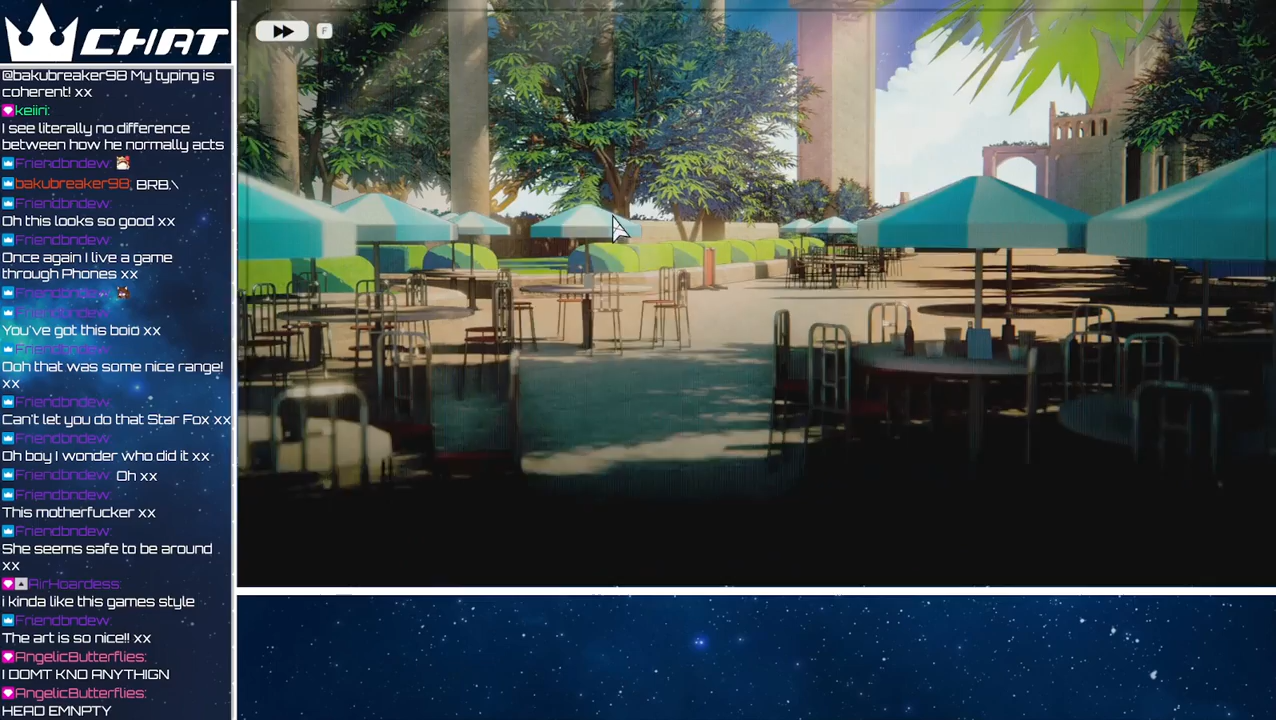 CHAT
F
@bakubreaker98 My typing is
coherent! xx
keiiri:
I see literally no difference
between how he normally acts
Friendbndew:
bakubreaker98: BRB.\
Friendbndew:
Oh this looks so good xx
Friendbndew:
Once again I live a game
through Phones xx
Friendbndew:
Friendbndew:
You've got this boio xx
Friendbndew:
Ooh that was some nice range!
xx
Friendbndew:
Can't let you do that Star Fox xx
Friendbndew:
Oh boy I wonder who did it xx
Friendbndew: Oh xx
Friendbndew:
This motherfucker xx
Friendbndew:
She seems safe to be around
xx
AirHoardess:
i kinda like this games style
Friendbndew:
The art is so nice!! xx
AngelicButterflies:
I DOMT KNO ANYTHIGN
AngelicButterflies:
HEAD EMNPTY